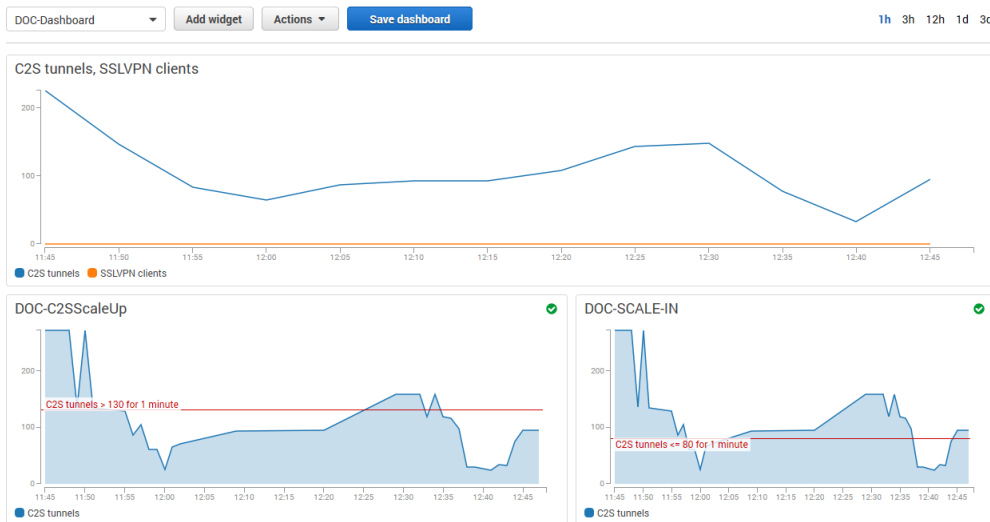 DOC-Dashboard Add widget Actions Save dashboard 1h 3h 12h 1d
C2S tunnels, SSLVPN clients
200
100
0
11:45 11:50 11:55 12:00 12:05 12:10 12:15 12:20 12:25 12:30 12:35 12:40 12:45
C2S tunnels SSLVPN clients
DOC-C2SScaleUp
200
C2S tunnels > 130 for 1 minute
100
0
11:45 11:50 11:55 12:00 12:05 12:10 12:15 12:20 12:25 12:30 12:35 12:40 12:45
C2S tunnels
DOC-SCALE-IN
200
100
C2S tunnels <= 80 for 1 minute
0
11:45 11:50 11:55 12:00 12:05 12:10 12:15 12:20 12:25 12:30 12:35 12:40 12:45
C2S tunnels